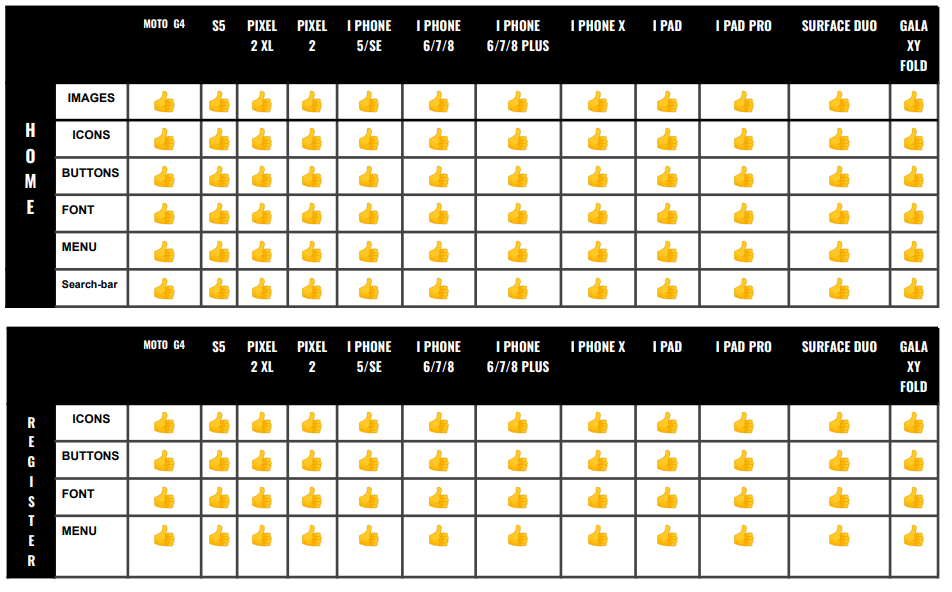 MOTO G4 S5 PIXEL I PIXEL I PHONE I PHONE I PHONE I PHONE X I PAD I PAD PRO SURFACE DUO GALA
2 XL 2 5/SE 6/7/8 6/7/8 PLUS XY
FOLD
HOME
IMAGES 👍 👍 👍 👍 👍 👍 👍 👍 👍 👍 👍 👍
ICONS 👍 👍 👍 👍 👍 👍 👍 👍 👍 👍 👍 👍
BUTTONS 👍 👍 👍 👍 👍 👍 👍 👍 👍 👍 👍 👍
FONT 👍 👍 👍 👍 👍 👍 👍 👍 👍 👍 👍 👍
MENU 👍 👍 👍 👍 👍 👍 👍 👍 👍 👍 👍 👍
Search-bar 👍 👍 👍 👍 👍 👍 👍 👍 👍 👍 👍 👍
MOTO G4 S5 PIXEL PIXEL I PHONE I PHONE I PHONE I PHONE X I PAD I PAD PRO SURFACE DUO GALA
2 XL 2 5/SE 6/7/8 6/7/8 PLUS XY
FOLD
REGISTER
ICONS 👍 👍 👍 👍 👍 👍 👍 👍 👍 👍 👍 👍
BUTTONS 👍 👍 👍 👍 👍 👍 👍 👍 👍 👍 👍 👍
FONT 👍 👍 👍 👍 👍 👍 👍 👍 👍 👍 👍 👍
MENU 👍 👍 👍 👍 👍 👍 👍 👍 👍 👍 👍 👍